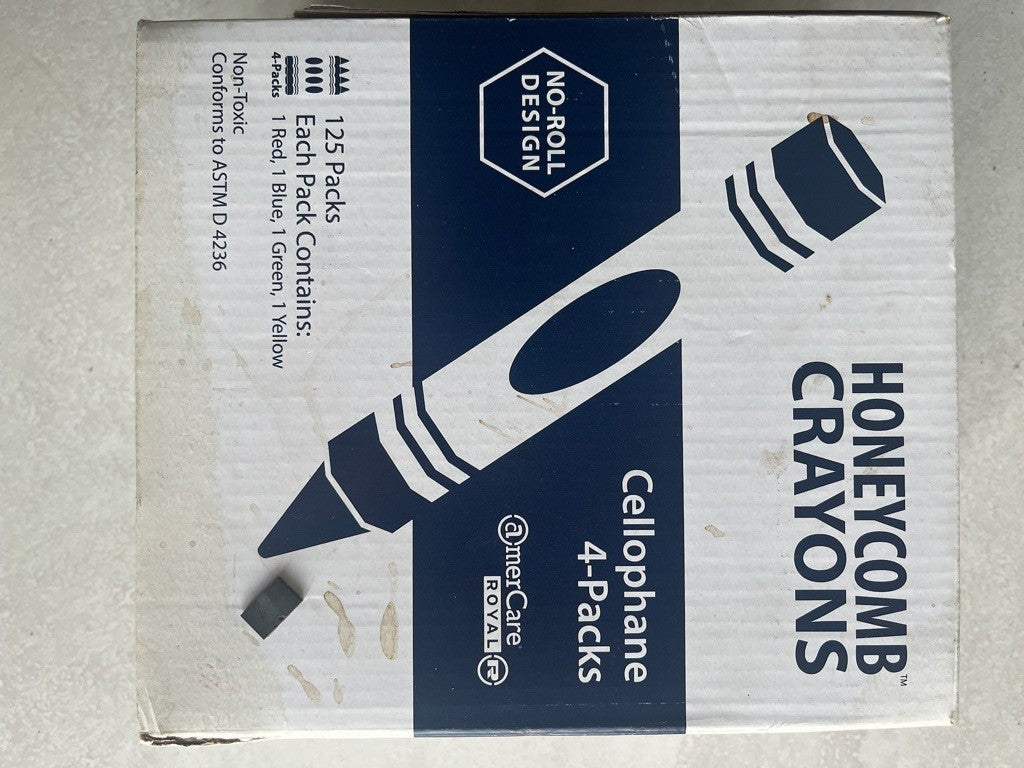 HONEYCOMB™
CRAYONS
Cellophane
4-Packs
amerCare®
ROYAL R
NO-ROLL
DESIGN
125 Packs
Each Pack Contains:
4-Packs
1 Red, 1 Blue, 1 Green, 1 Yellow
Non-Toxic
Conforms to ASTM D 4236